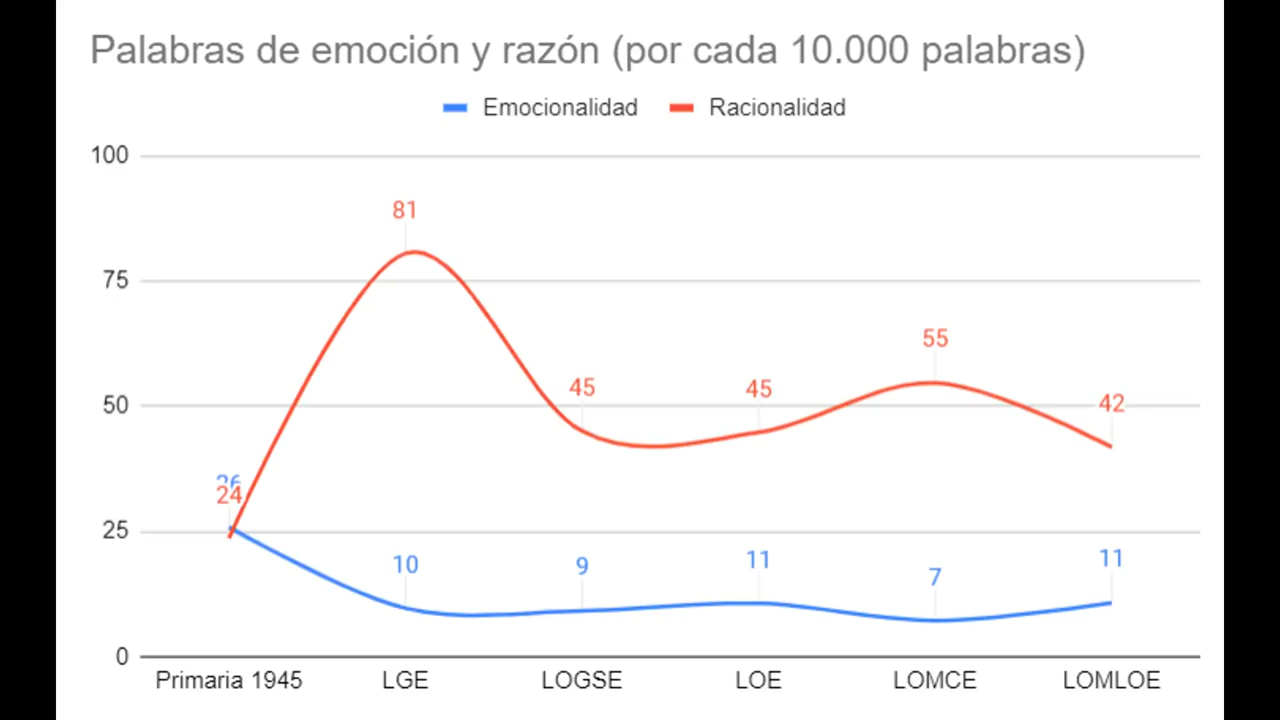 Palabras de emoción y razón (por cada 10.000 palabras)
Emocionalidad Racionalidad
100
81
75
55
45 45
50
42
26
24
25
10 9 11 7 11
0
Primaria 1945 LGE LOGSE LOE LOMCE LOMLOE